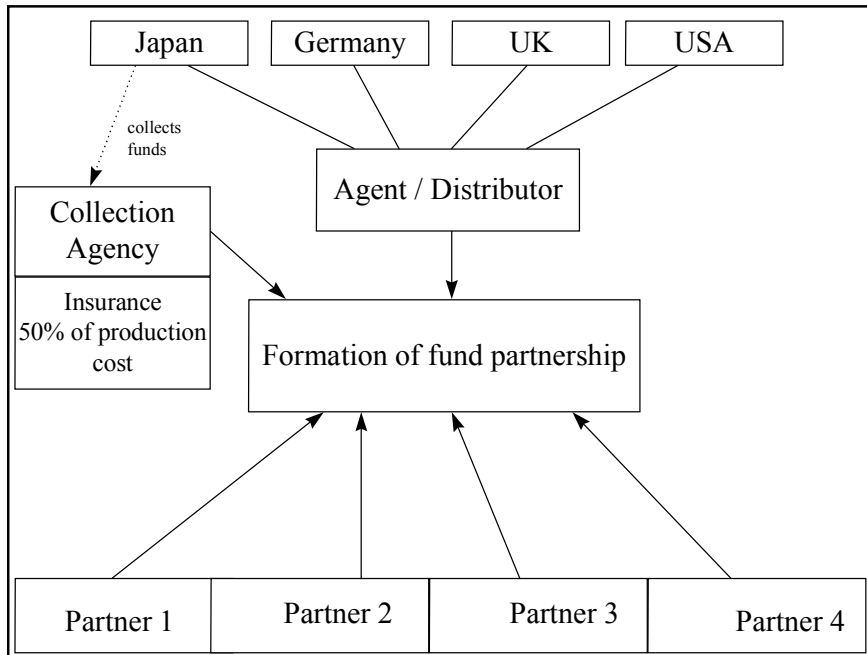 Japan
Germany
UK
USA
collects
funds
Agent / Distributor
Collection
Agency
Insurance
50% of production
cost
Formation of fund partnership
Partner 1
Partner 2
Partner 3
Partner 4